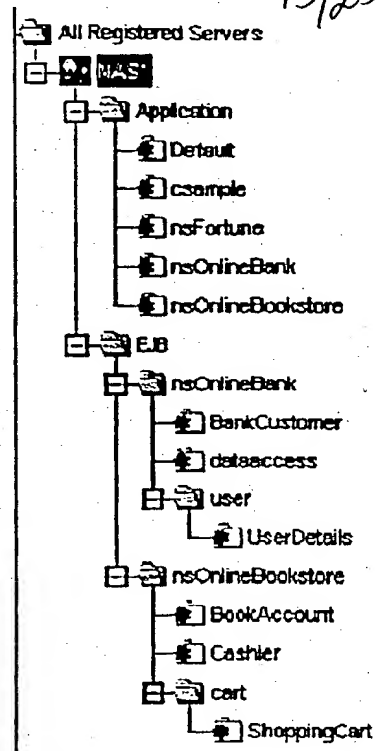 All Registered Servers
NAS*
Application
Default
csample
nsFortune
nsOnlineBank
nsOnlineBookstore
EJB
nsOnlineBank
BankCustomer
dataaccess
user
UserDetails
nsOnlineBookstore
BookAccount
Cashier
cart
ShoppingCart